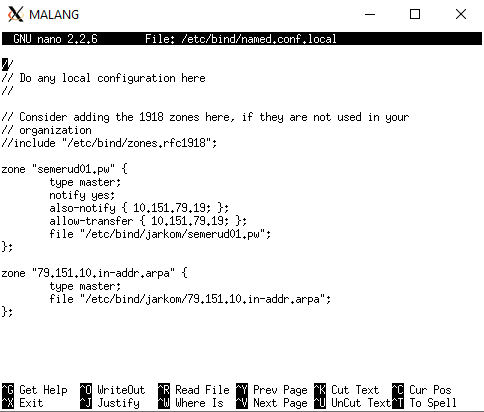 MALANG
GNU nano 2.2.6 File: /etc/bind/named.conf.local
//
// Do any local configuration here
//
// Consider adding the 1918 zones here, if they are not used in your
// organization
//include "/etc/bind/zones.rfc1918";
zone "semerud01.pw" {
type master;
notify yes;
also-notify { 10.151.79.19; };
allow-transfer { 10.151.79.19; };
file "/etc/bind/jarkom/semerud01.pw";
};
zone "79.151.10.in-addr.arpa" {
type master;
file "/etc/bind/jarkom/79.151.10.in-addr.arpa";
};
^G Get Help ^O WriteOut ^R Read File ^Y Prev Page ^K Cut Text ^C Cur Pos
^X Exit ^J Justify ^W Where Is ^V Next Page ^U UnCut Text ^T To Spell